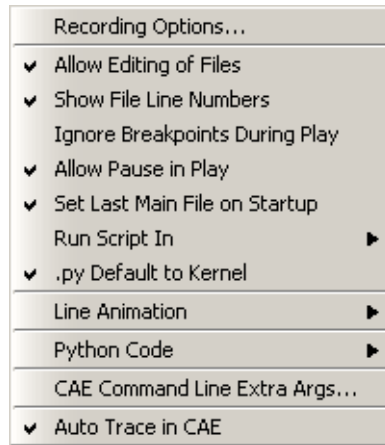 Recording Options...
Allow Editing of Files
Show File Line Numbers
Ignore Breakpoints During Play
Allow Pause in Play
Set Last Main File on Startup
Run Script In
.py Default to Kernel
Line Animation
Python Code
CAE Command Line Extra Args...
Auto Trace in CAE